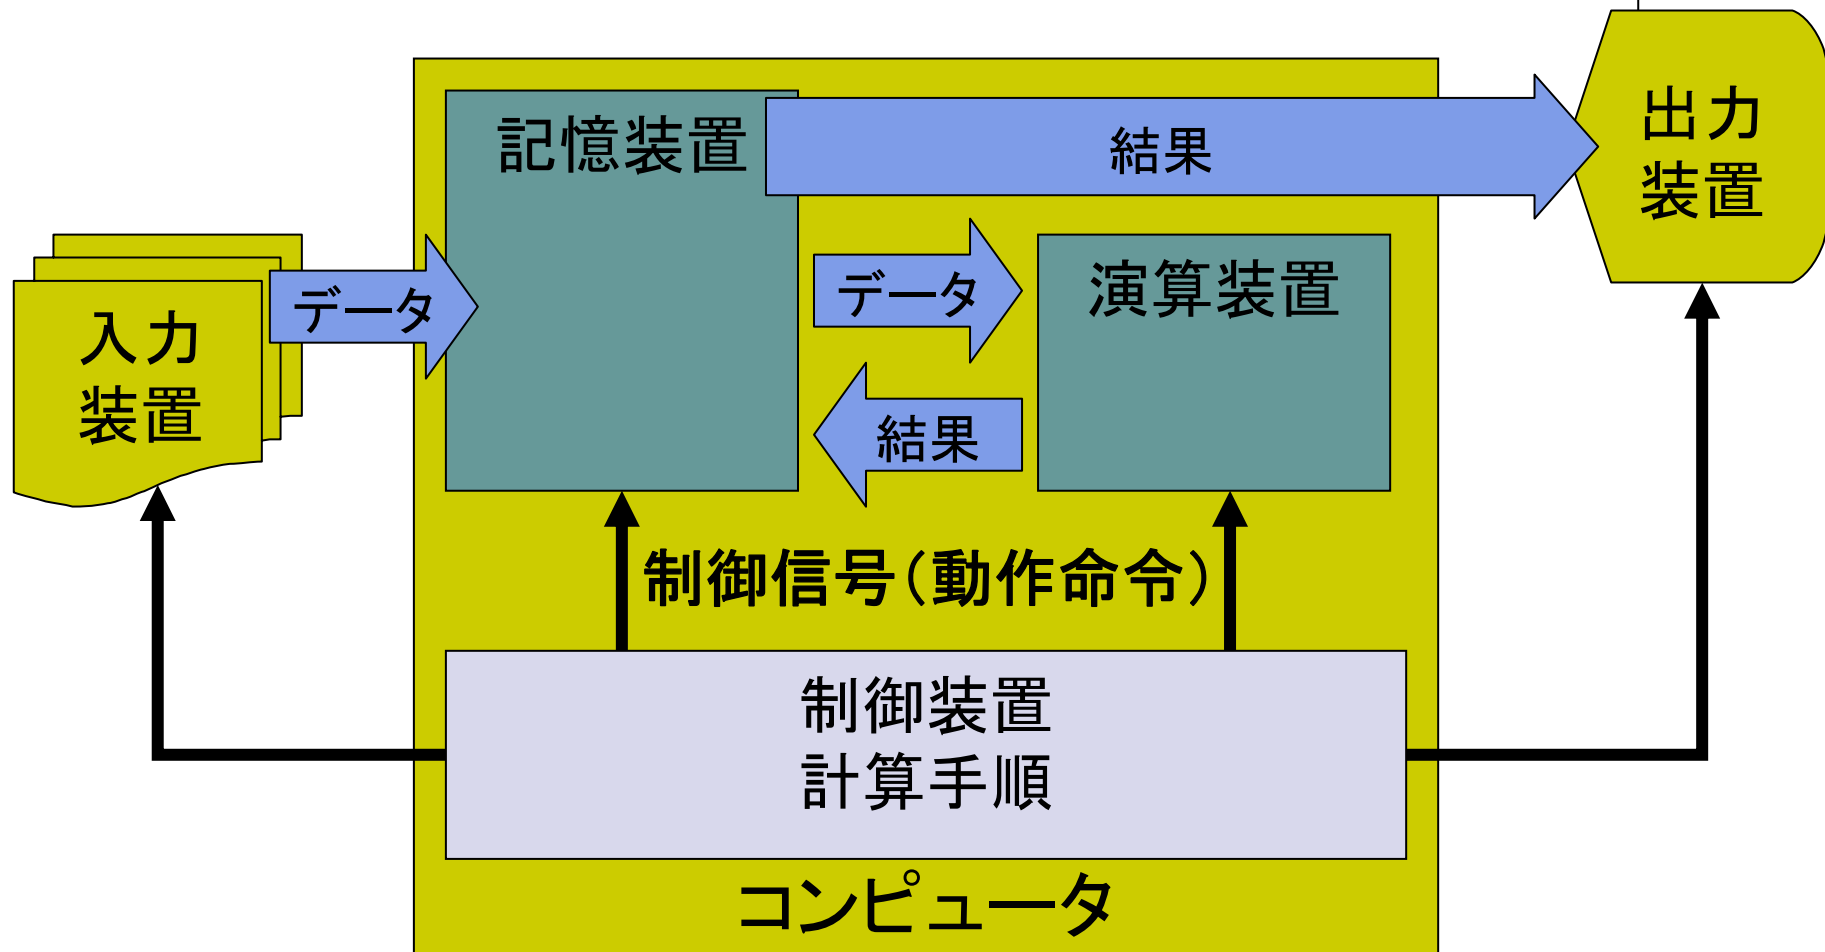 記憶装置
結果
出力
装置
データ
データ
演算装置
入力
装置
結果
制御信号（動作命令）
制御装置
計算手順
コンピュータ